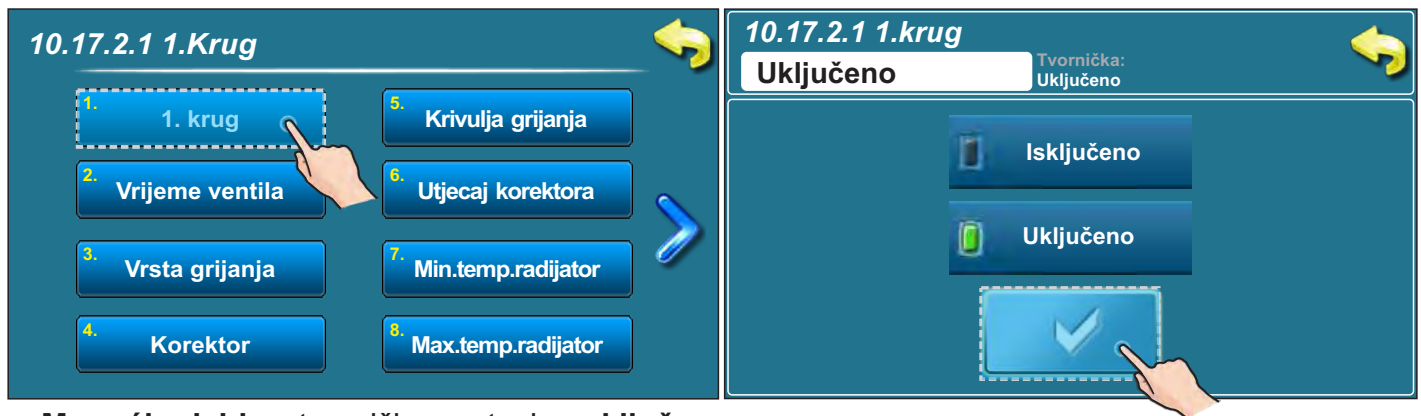 10.17.2.1 1.Krug
1. 1. krug
2. Vrijeme ventila
3. Vrsta grijanja
4. Korektor
5. Krivulja grijanja
6. Utjecaj korektora
7. Min.temp.radijator
8. Max.temp.radijator
10.17.2.1 1.krug
Uključeno
Tvornička:
Uključeno
Isključeno
Uključeno